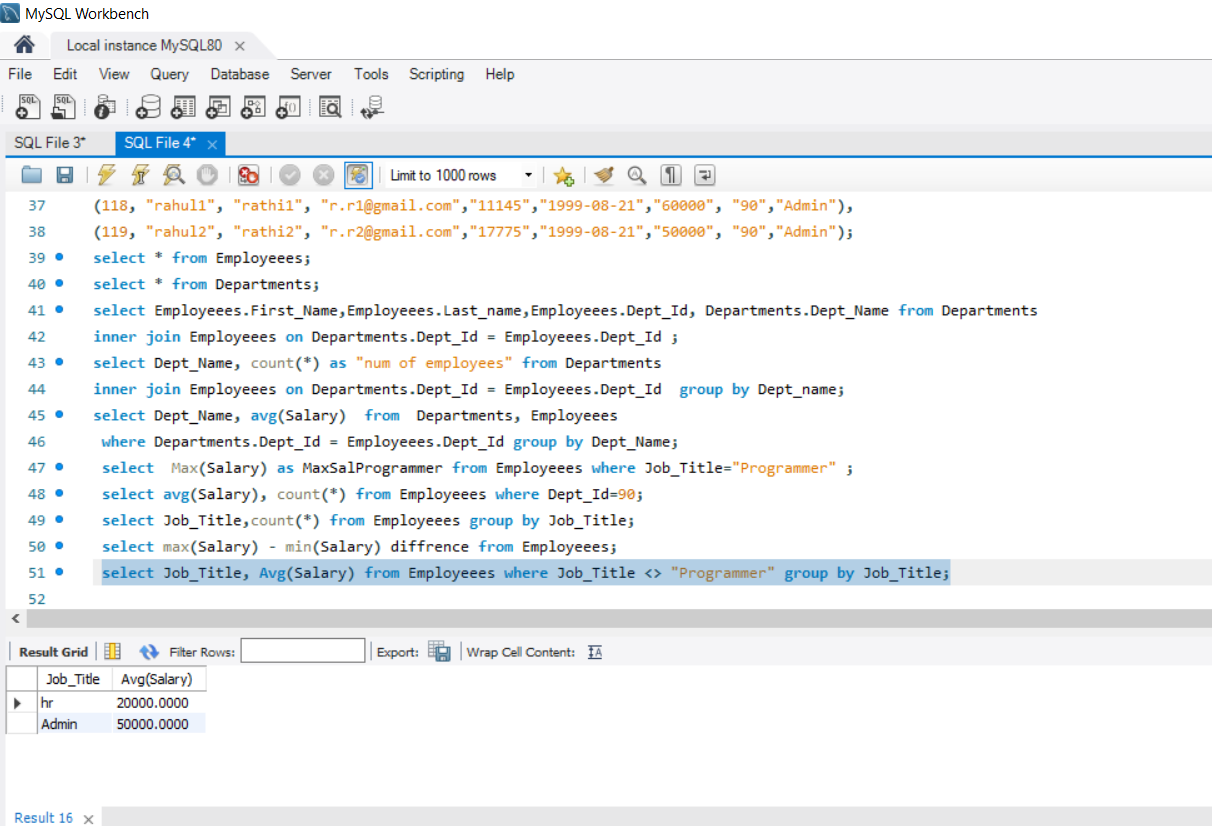 MySQL Workbench
Local instance MySQL80
File Edit View Query Database Server Tools Scripting Help
SQL File 3* SQL File 4*
Limit to 1000 rows
37 (118, "rahul1", "rathi1", "r.r1@gmail.com","11145","1999-08-21","60000", "90","Admin"),
38 (119, "rahul2", "rathi2", "r.r2@gmail.com","17775","1999-08-21","50000", "90","Admin");
39 select * from Employeees;
40 select * from Departments;
41 select Employeees.First_Name,Employeees.Last_name,Employeees.Dept_Id, Departments.Dept_Name from Departments
42 inner join Employeees on Departments.Dept_Id = Employeees.Dept_Id ;
43 select Dept_Name, count(*) as "num of employees" from Departments
44 inner join Employeees on Departments.Dept_Id = Employeees.Dept_Id  group by Dept_name;
45 select Dept_Name, avg(Salary)  from  Departments, Employeees
46 where Departments.Dept_Id = Employeees.Dept_Id group by Dept_Name;
47 select  Max(Salary) as MaxSalProgrammer from Employeees where Job_Title="Programmer" ;
48 select avg(Salary), count(*) from Employeees where Dept_Id=90;
49 select Job_Title,count(*) from Employeees group by Job_Title;
50 select max(Salary) - min(Salary) diffrence from Employeees;
51 select Job_Title, Avg(Salary) from Employeees where Job_Title <> "Programmer" group by Job_Title;
52
Result Grid Filter Rows: Export: Wrap Cell Content:
Job_Title Avg(Salary)
hr 20000.0000
Admin 50000.0000
Result 16